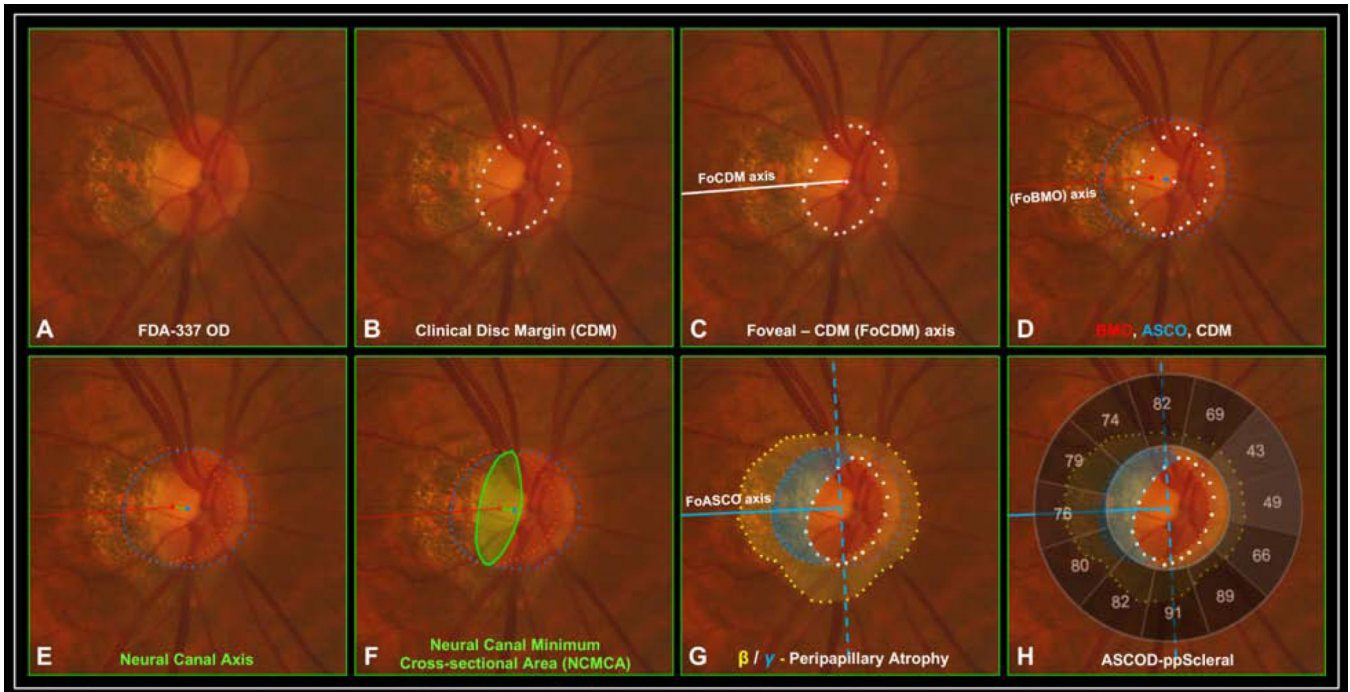 A
FDA-337 OD
B
Clinical Disc Margin (CDM)
FoCDM axis
C
Foveal – CDM (FoCDM) axis
(FoBMO) axis
D
BMO, ASCO, CDM
E
Neural Canal Axis
F
Neural Canal Minimum
Cross-sectional Area (NCMCA)
FoASCO axis
G
β / γ - Peripapillary Atrophy
82
74
69
43
79
49
76
66
80
82
89
91
H
ASCOD-ppScleral